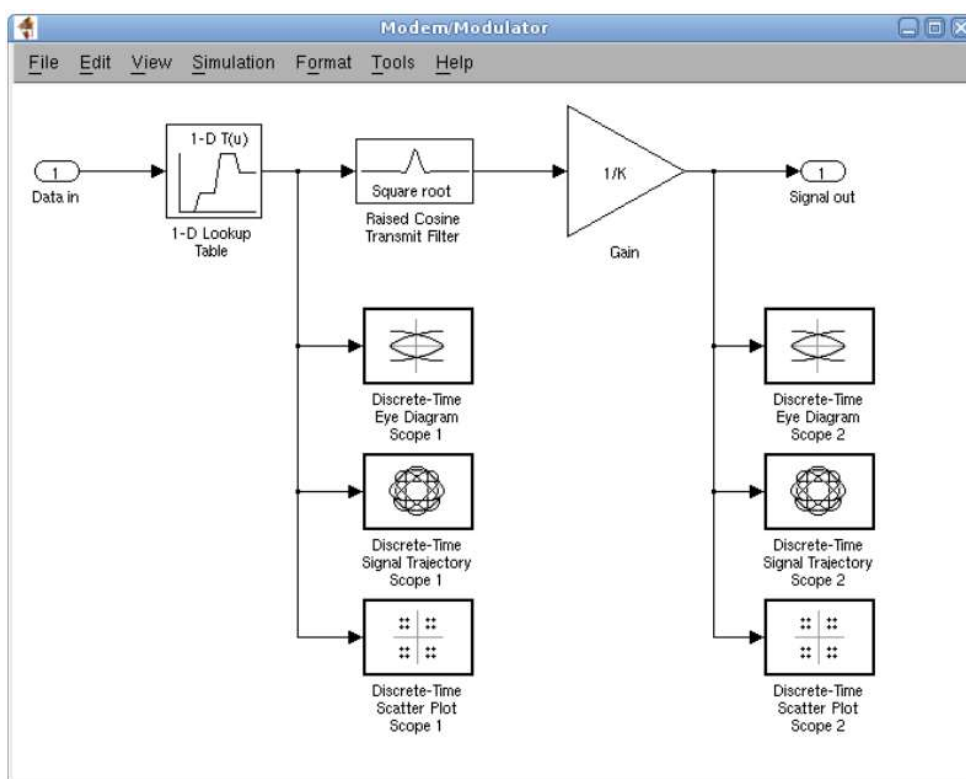 Modem/Modulator
File Edit View Simulation Format Tools Help
1-D T(u)
1
Data in
1-D Lookup
Table
Square root
Raised Cosine
Transmit Filter
1/K
Gain
1
Signal out
Discrete-Time
Eye Diagram
Scope 1
Discrete-Time
Eye Diagram
Scope 2
Discrete-Time
Signal Trajectory
Scope 1
Discrete-Time
Signal Trajectory
Scope 2
Discrete-Time
Scatter Plot
Scope 1
Discrete-Time
Scatter Plot
Scope 2